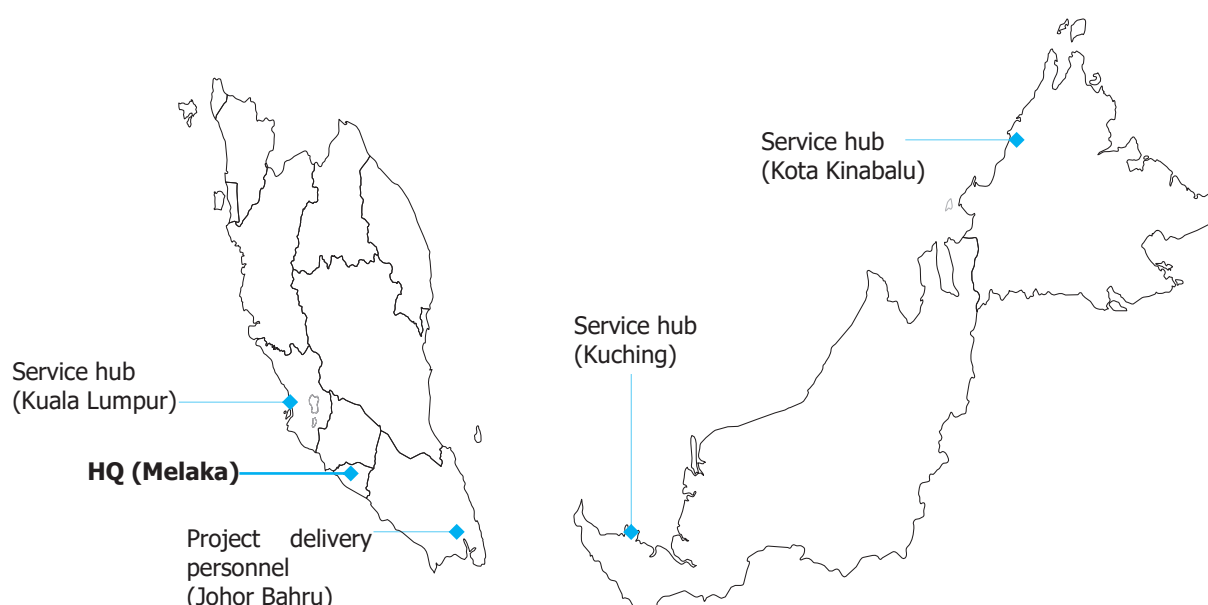 Service hub
(Kota Kinabalu)
Service hub
(Kuching)
Service hub
(Kuala Lumpur)
HQ (Melaka)
Project delivery
personnel
(Johor Bahru)